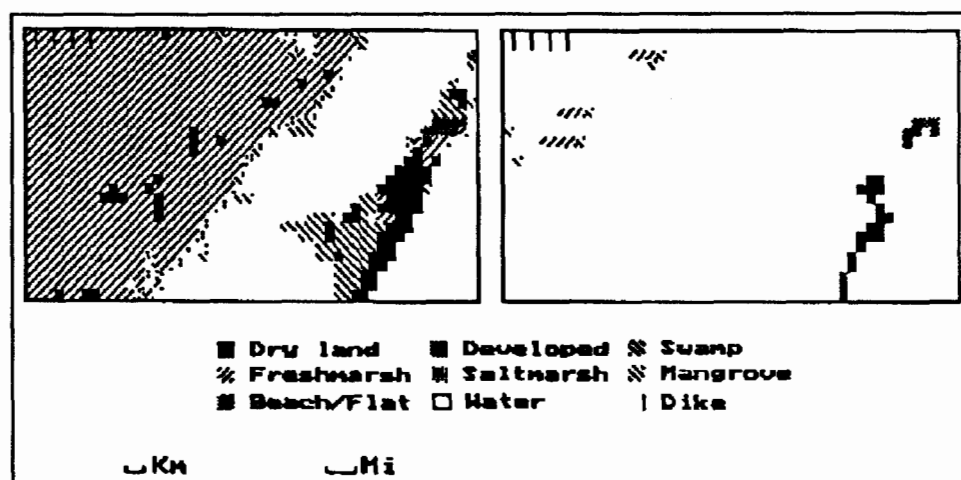 Dry land Developed Swamp
Freshmarsh Saltmarsh Mangrove
Beach/Flat Water Dike
Km Mi